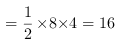 = 1/2 ×8×4 = 16